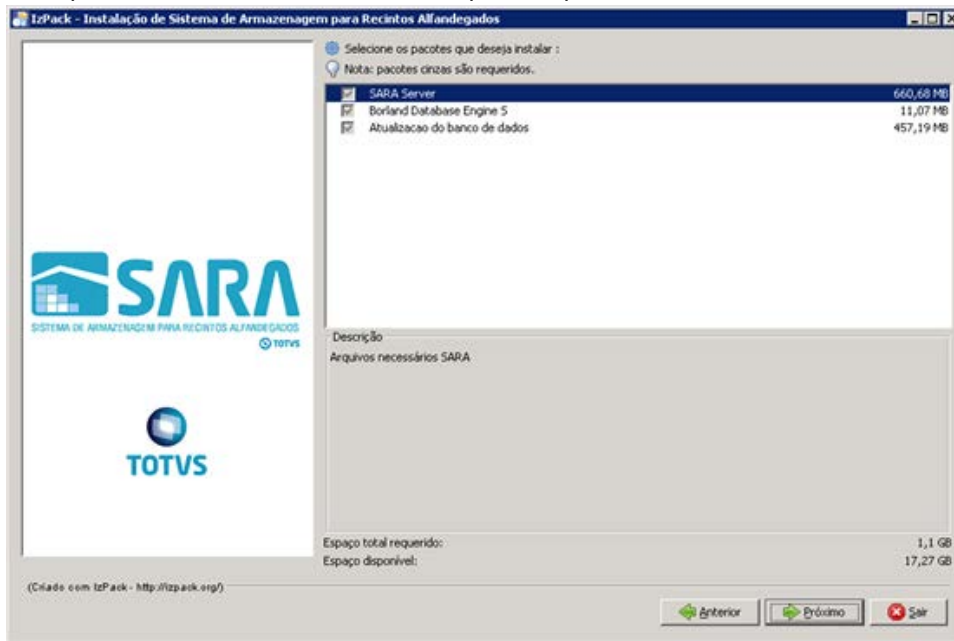 IzPack - Instalação de Sistema de Armazenagem para Recintos Alfandegados
Selecione os pacotes que deseja instalar :
Nota: pacotes cinzas são requeridos.
SARA Server 660,68 MB
Borland Database Engine 5 11,07 MB
Atualizacao do banco de dados 457,19 MB
SARA
SISTEMA DE ARMAZENAGEM PARA RECINTOS ALFANDEGADOS
TOTVS
TOTVS
Descrição
Arquivos necessários SARA
Espaço total requerido: 1,1 GB
Espaço disponível: 17,27 GB
(Criado com IzPack - http://izpack.org/)
Anterior Próximo Sair